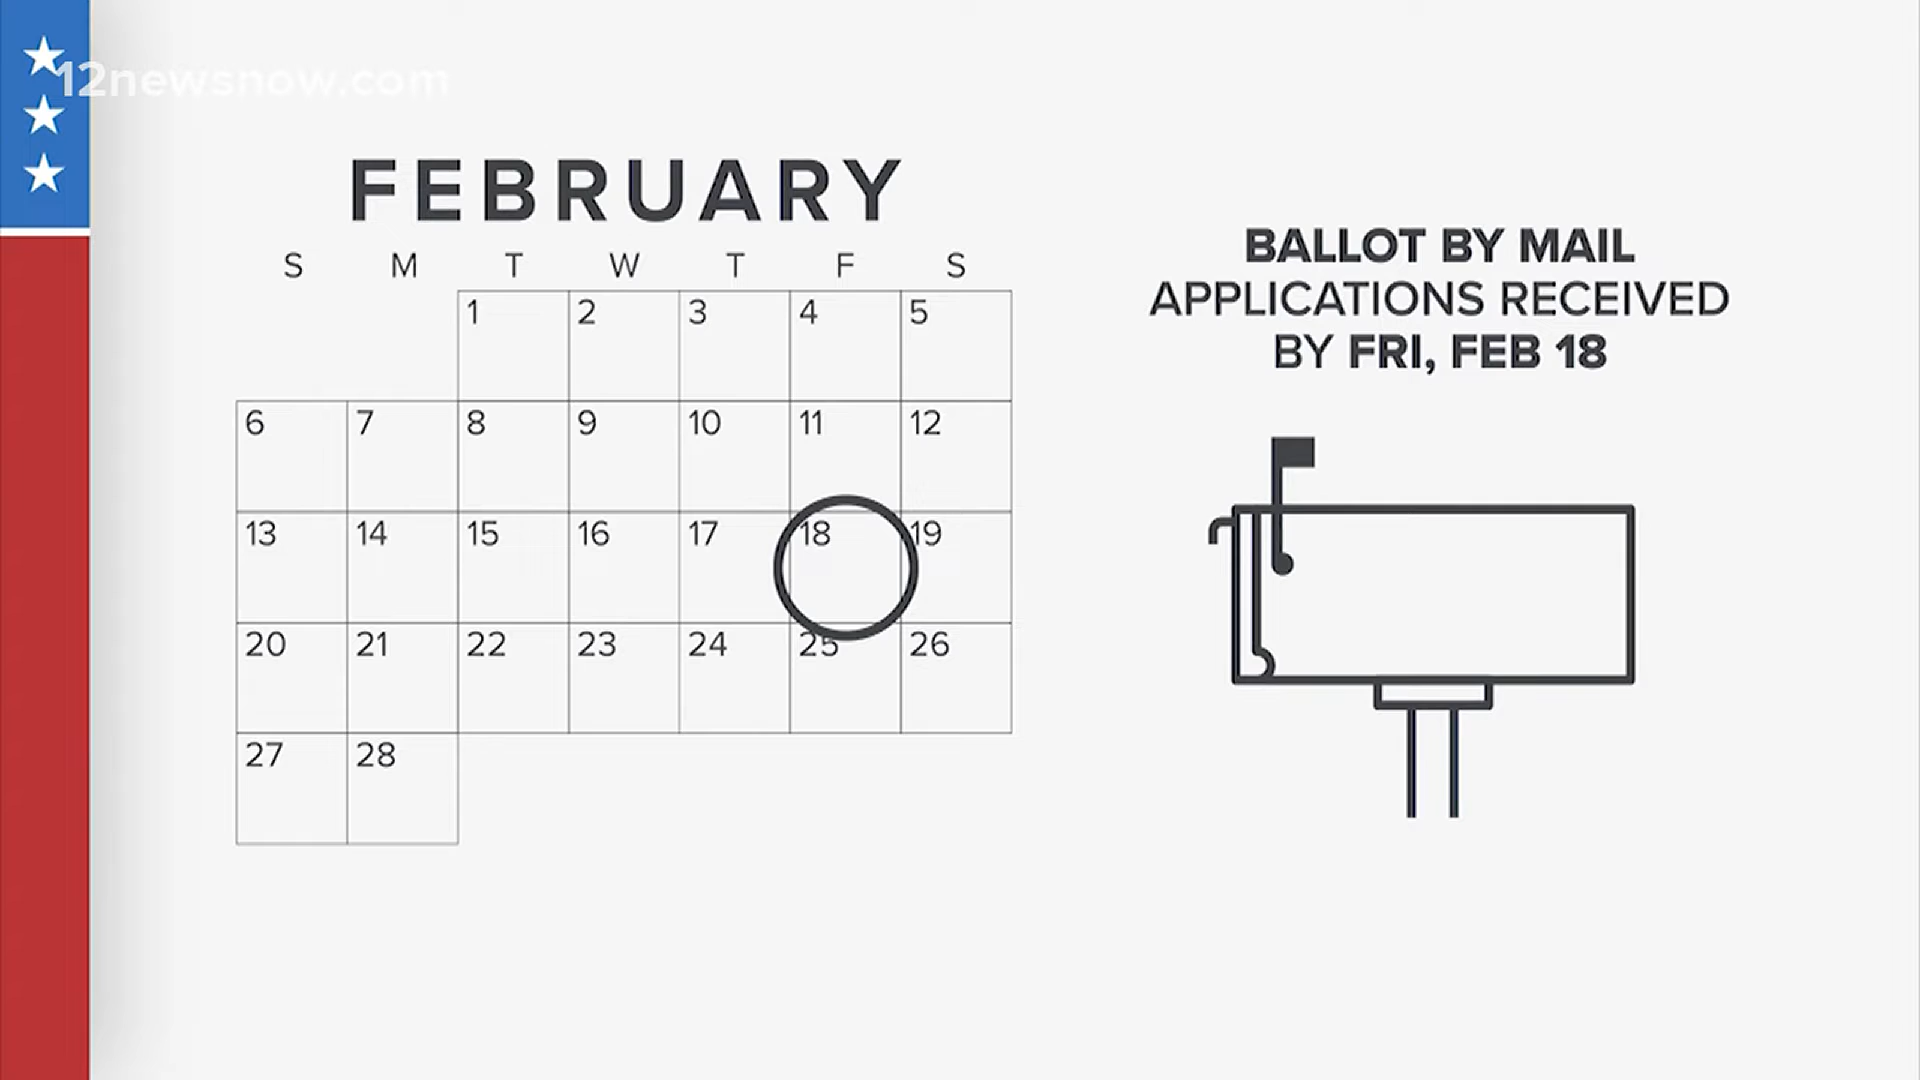 12newsnow.com
FEBRUARY
S M T W T F S
1 2 3 4 5
6 7 8 9 10 11 12
13 14 15 16 17 18 19
20 21 22 23 24 25 26
27 28
BALLOT BY MAIL
APPLICATIONS RECEIVED
BY FRI, FEB 18